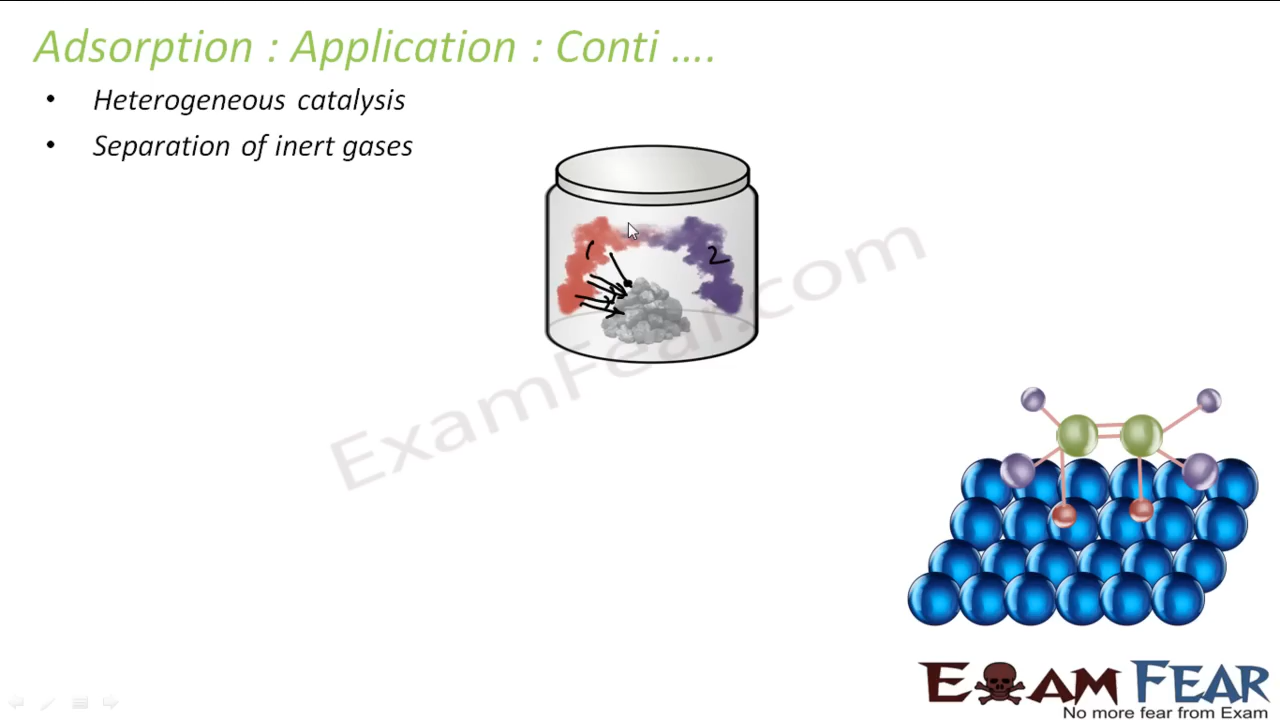 Adsorption : Application : Conti ....
• Heterogeneous catalysis
• Separation of inert gases
1
2
ExamFear.com
EXAM FEAR
No more fear from Exam